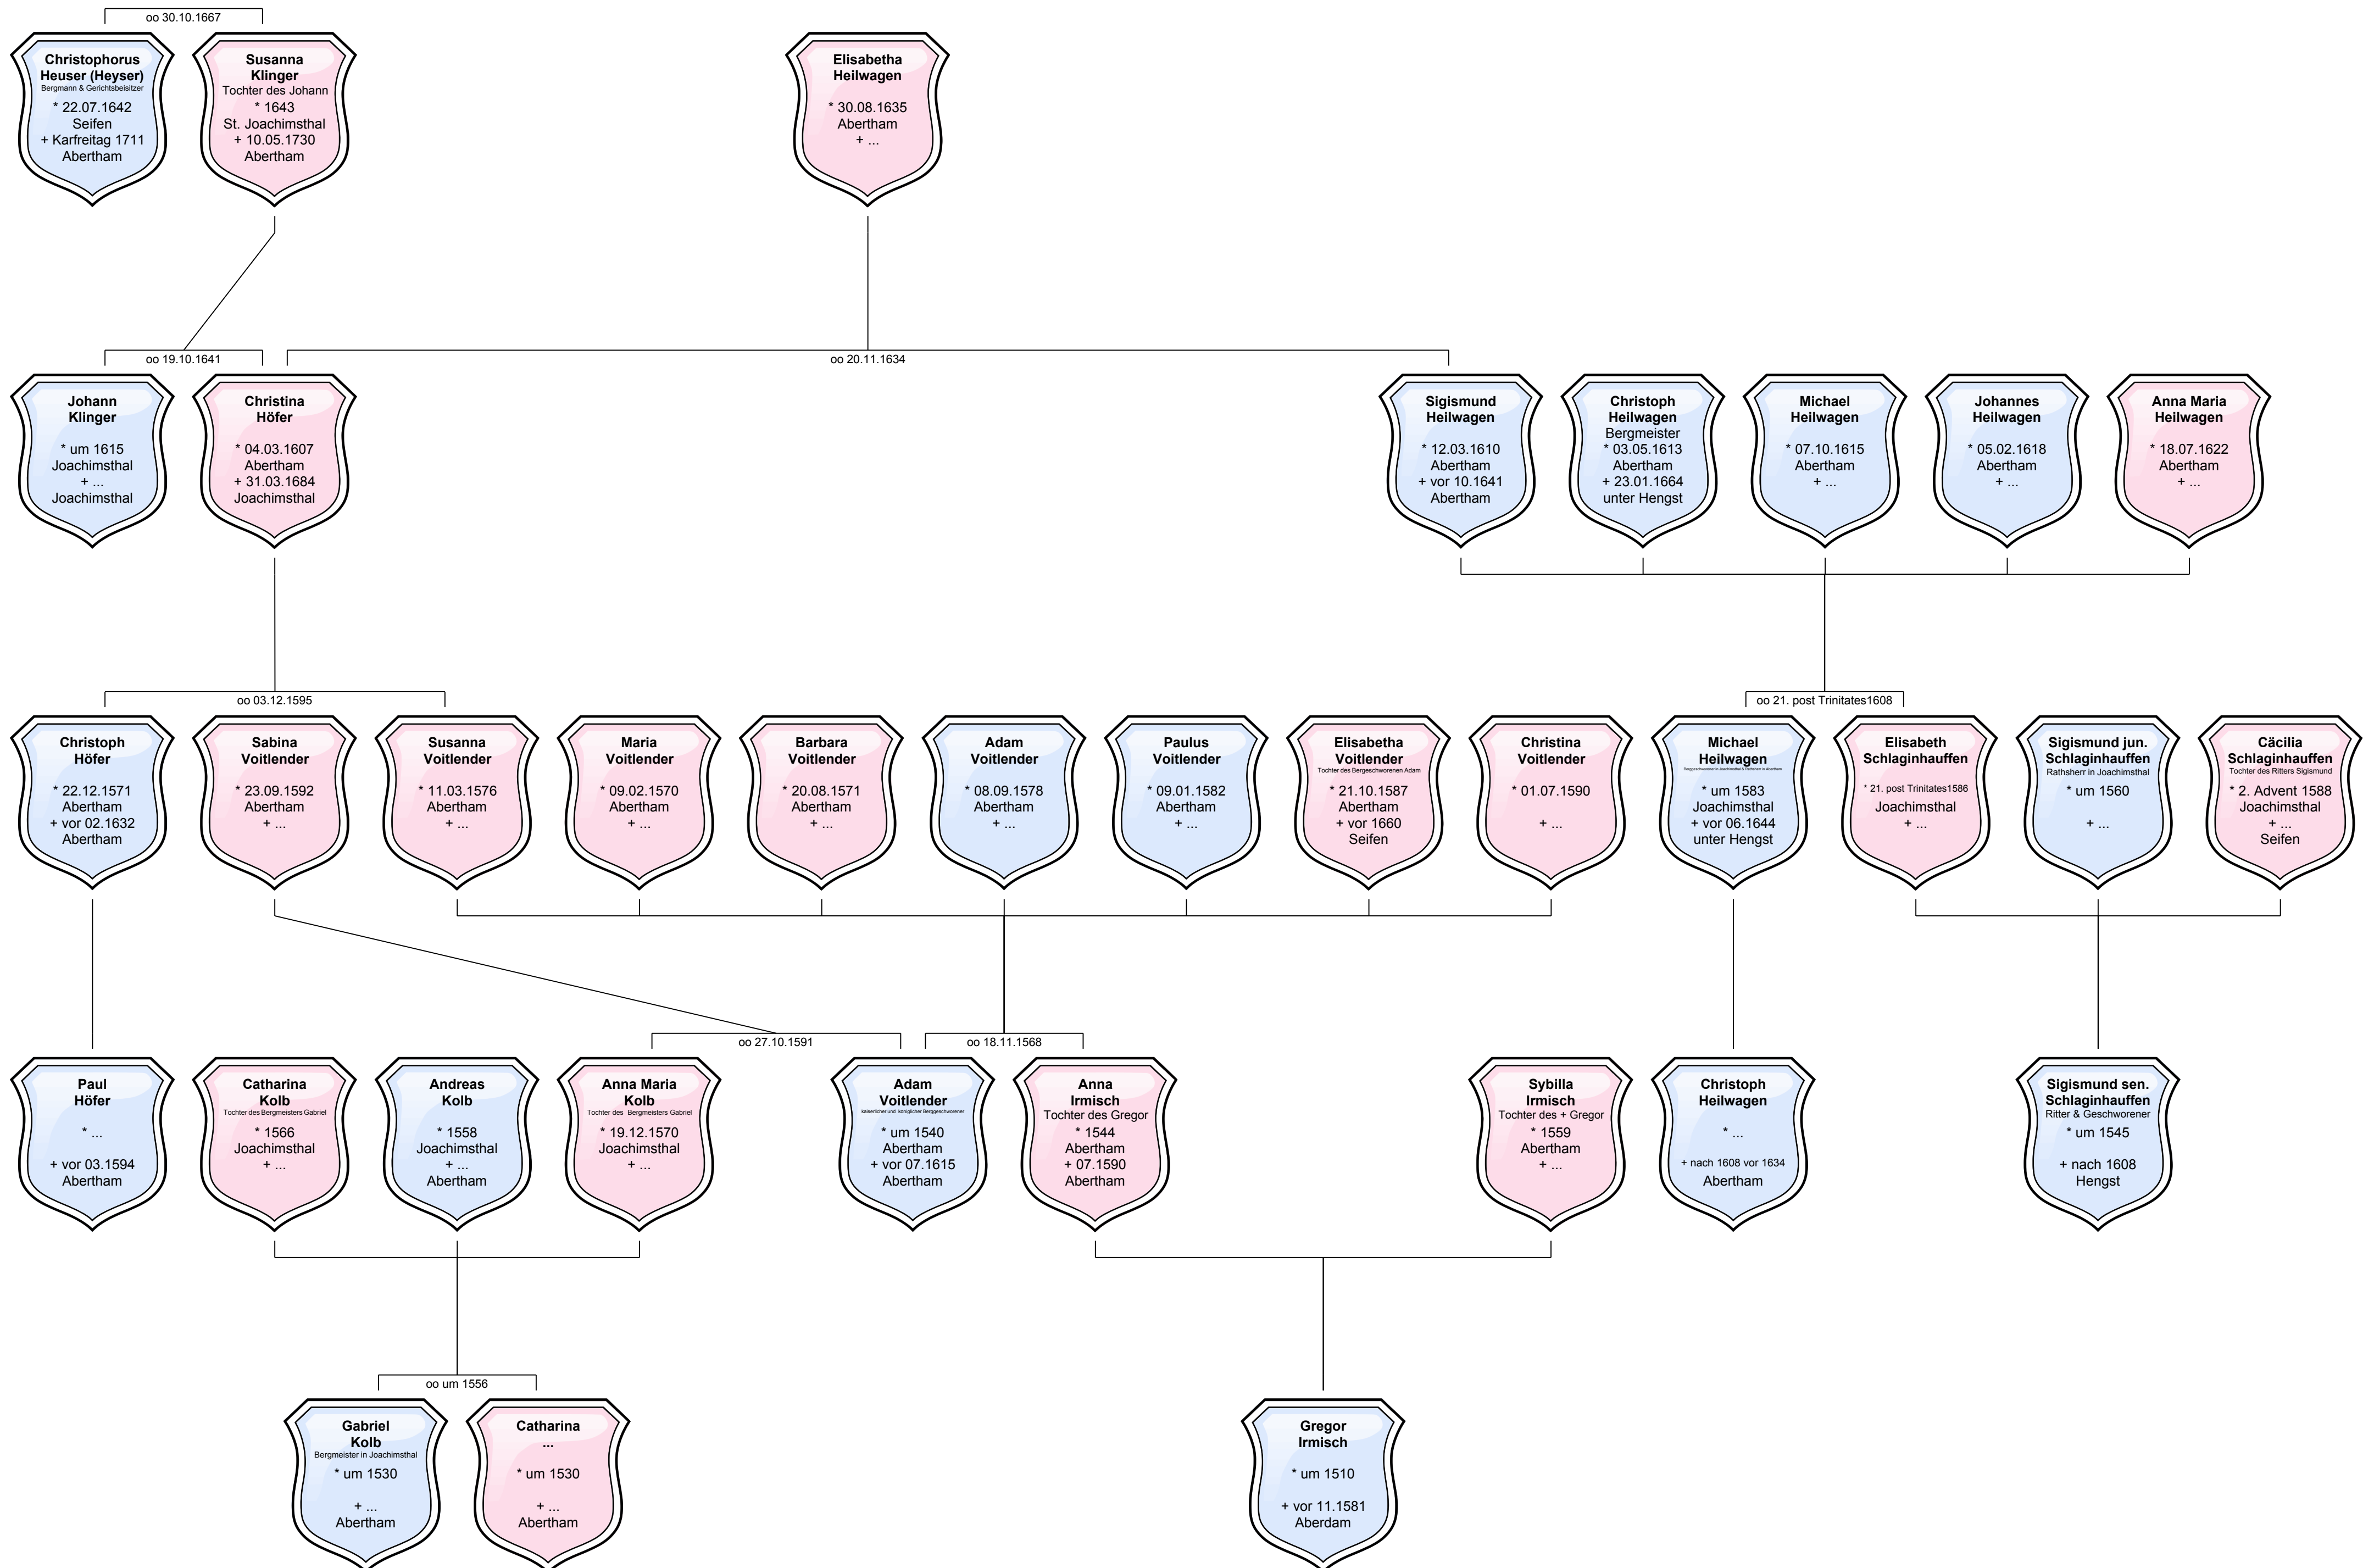 oo 30.10.1667
Christophorus
Heuser (Heyser)
Bergmann & Gerichtsbeisitzer
* 22.07.1642
Seifen
+ Karfreitag 1711
Abertham
Susanna
Klinger
Tochter des Johann
* 1643
St. Joachimsthal
+ 10.05.1730
Abertham
Elisabetha
Heilwagen
* 30.08.1635
Abertham
+ ...
oo 19.10.1641
oo 20.11.1634
Johann
Klinger
* um 1615
Joachimsthal
+ ...
Joachimsthal
Christina
Höfer
* 04.03.1607
Abertham
+ 31.03.1684
Joachimsthal
Sigismund
Heilwagen
* 12.03.1610
Abertham
+ vor 10.1641
Abertham
Christoph
Heilwagen
Bergmeister
* 03.05.1613
Abertham
+ 23.01.1664
unter Hengst
Michael
Heilwagen
* 07.10.1615
Abertham
+ ...
Johannes
Heilwagen
* 05.02.1618
Abertham
+ ...
Anna Maria
Heilwagen
* 18.07.1622
Abertham
+ ...
oo 03.12.1595
oo 21. post Trinitates1608
Christoph
Höfer
* 22.12.1571
Abertham
+ vor 02.1632
Abertham
Sabina
Voitlender
* 23.09.1592
Abertham
+ ...
Susanna
Voitlender
* 11.03.1576
Abertham
+ ...
Maria
Voitlender
* 09.02.1570
Abertham
+ ...
Barbara
Voitlender
* 20.08.1571
Abertham
+ ...
Adam
Voitlender
* 08.09.1578
Abertham
+ ...
Paulus
Voitlender
* 09.01.1582
Abertham
+ ...
Elisabetha
Voitlender
Tochter des Bergeschworenen Adam
* 21.10.1587
Abertham
+ vor 1660
Seifen
Christina
Voitlender
* 01.07.1590
+ ...
Michael
Heilwagen
Berggeschworener in Joachimsthal & Rathsherr in Abertham
* um 1583
Joachimsthal
+ vor 06.1644
unter Hengst
Elisabeth
Schlaginhauffen
* 21. post Trinitates1586
Joachimsthal
+ ...
Sigismund jun.
Schlaginhauffen
Rathsherr in Joachimsthal
* um 1560
+ ...
Cäcilia
Schlaginhauffen
Tochter des Ritters Sigismund
* 2. Advent 1588
Joachimsthal
+ ...
Seifen
oo 27.10.1591
oo 18.11.1568
Paul
Höfer
* ...
+ vor 03.1594
Abertham
Catharina
Kolb
Tochter des Bergmeisters Gabriel
* 1566
Joachimsthal
+ ...
Andreas
Kolb
* 1558
Joachimsthal
+ ...
Abertham
Anna Maria
Kolb
Tochter des Bergmeisters Gabriel
* 19.12.1570
Joachimsthal
+ ...
Adam
Voitlender
kaiserlicher und königlicher Berggeschworener
* um 1540
Abertham
+ vor 07.1615
Abertham
Anna
Irmisch
Tochter des Gregor
* 1544
Abertham
+ 07.1590
Abertham
Sybilla
Irmisch
Tochter des + Gregor
* 1559
Abertham
+ ...
Christoph
Heilwagen
* ...
+ nach 1608 vor 1634
Abertham
Sigismund sen.
Schlaginhauffen
Ritter & Geschworener
* um 1545
+ nach 1608
Hengst
oo um 1556
Gabriel
Kolb
Bergmeister in Joachimsthal
* um 1530
+ ...
Abertham
Catharina
...
* um 1530
+ ...
Abertham
Gregor
Irmisch
* um 1510
+ vor 11.1581
Aberdam